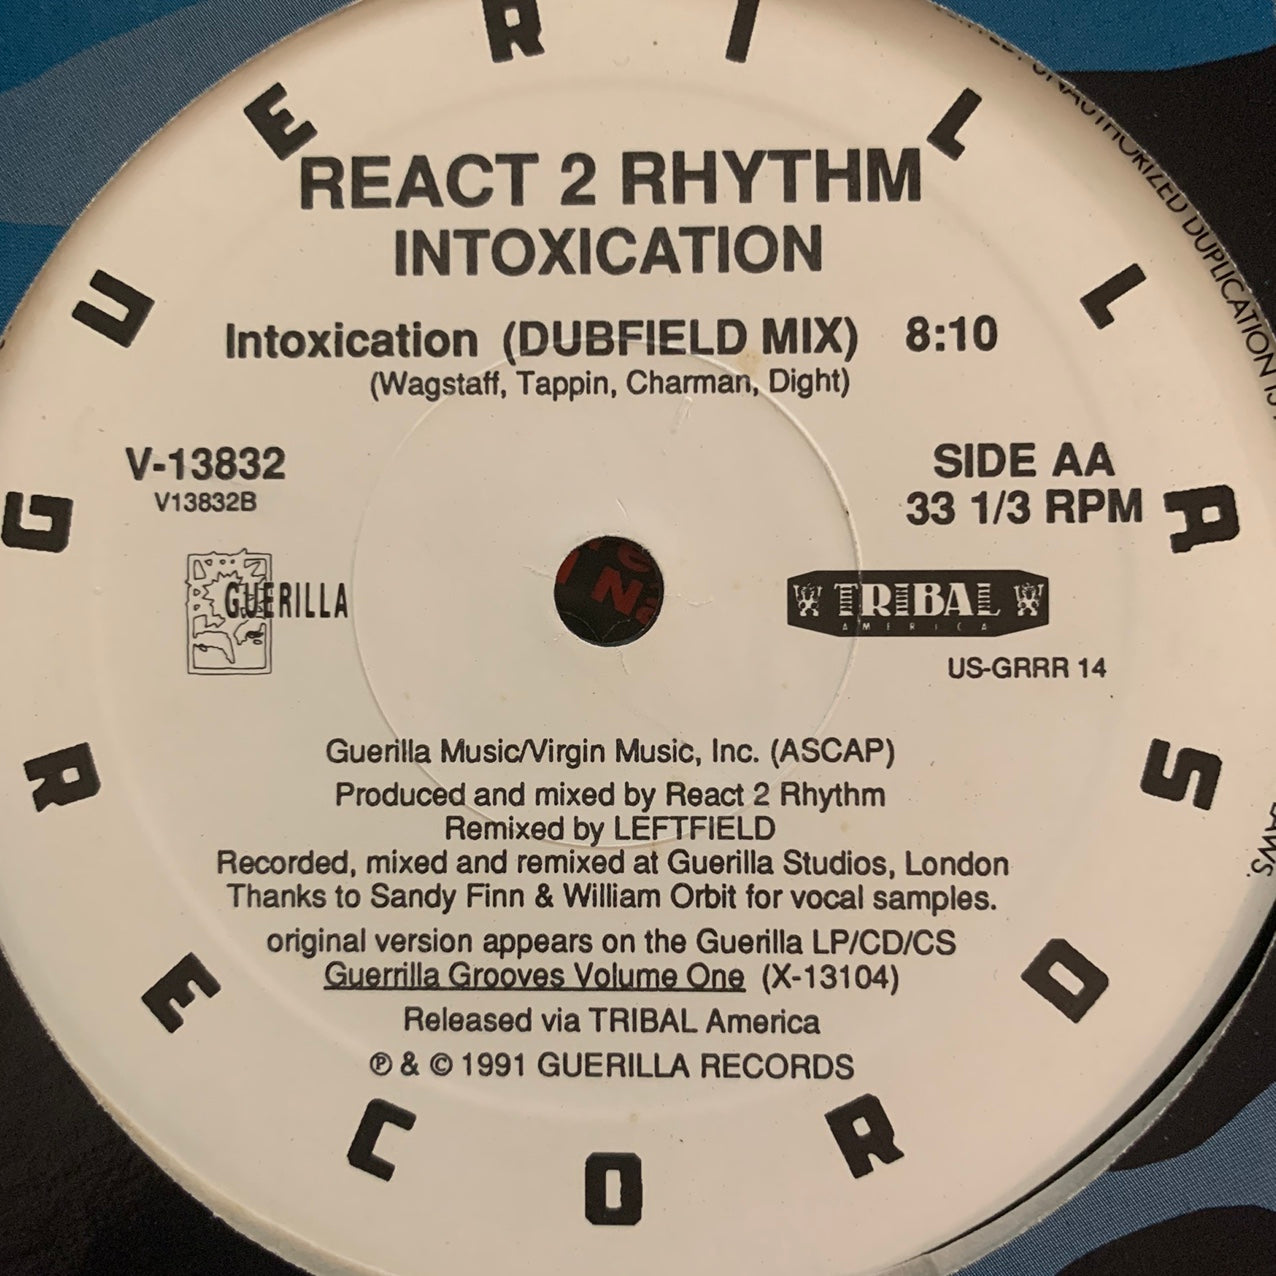 GUERILLA RECORDS
REACT 2 RHYTHM
INTOXICATION
Intoxication (DUBFIELD MIX) 8:10
(Wagstaff, Tappin, Charman, Dight)
V-13832
V13832B
SIDE AA
33 1/3 RPM
GUERILLA
TRIBAL
AMERICA
US-GRRR 14
Guerilla Music/Virgin Music, Inc. (ASCAP)
Produced and mixed by React 2 Rhythm
Remixed by LEFTFIELD
Recorded, mixed and remixed at Guerilla Studios, London
Thanks to Sandy Finn & William Orbit for vocal samples.
original version appears on the Guerilla LP/CD/CS
Guerrilla Grooves Volume One (X-13104)
Released via TRIBAL America
℗ & © 1991 GUERILLA RECORDS
UNAUTHORIZED DUPLICATION IS
LAWS.